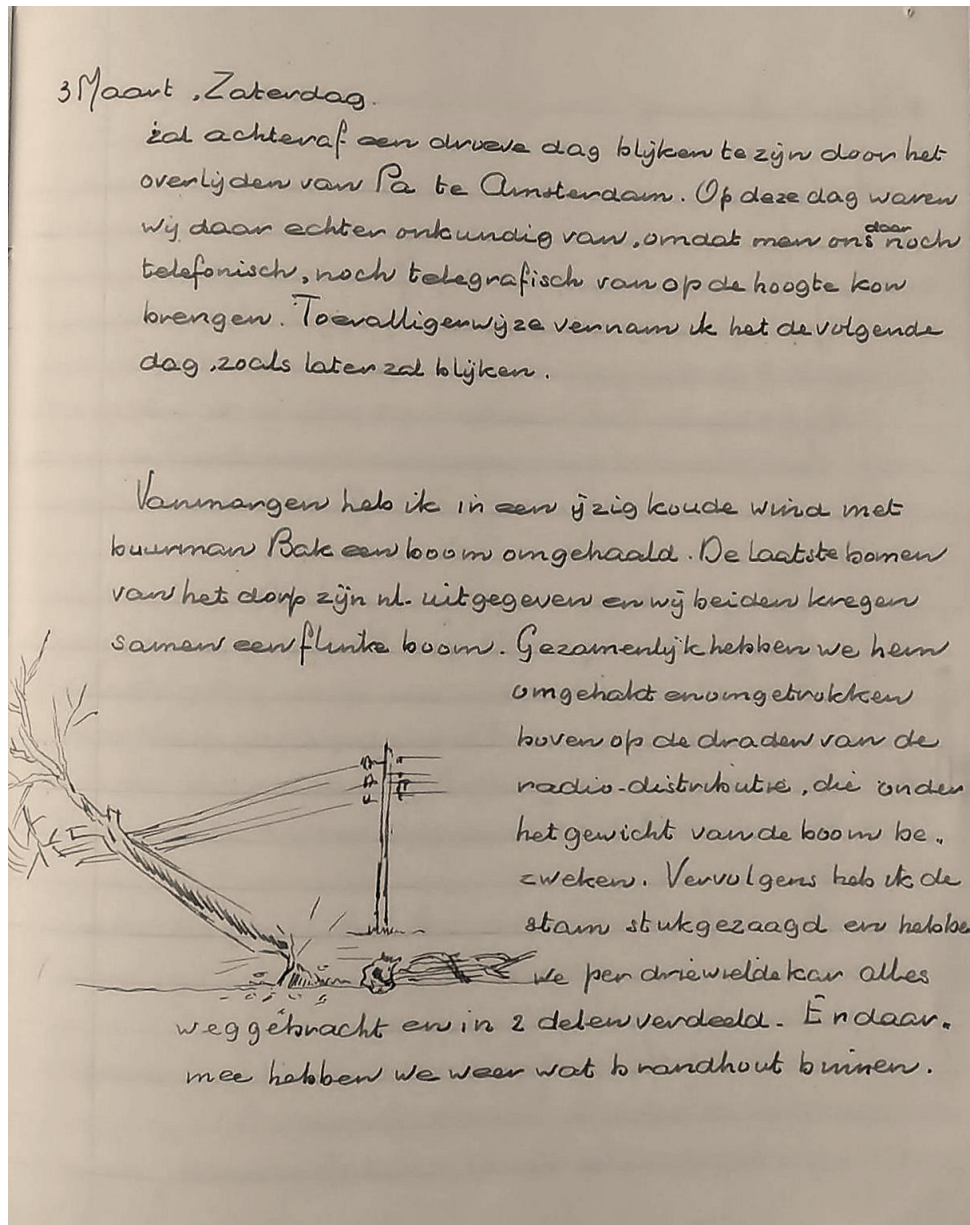 3 Maart, Zaterdag.
zal achteraf een droeve dag blijken te zijn door het
overlijden van Pa te Amsterdam. Op deze dag waren
wij daar echter onkundig van, omdat men ons daar noch
telefonisch, noch telegrafisch van op de hoogte kon
brengen. Toevalligerwijze vernam ik het de volgende
dag, zoals later zal blijken.
Vanmorgen heb ik in een ijzig koude wind met
buurman Bak een boom omgehaald. De laatste bomen
van het dorp zijn nl. uitgegeven en wij beiden kregen
samen een flinke boom. Gezamenlijk hebben we hem
omgehakt en omgetrokken
boven op de draden van de
radio-distributie, die onder
het gewicht van de boom be-
zweken. Vervolgens heb ik de
stam stukgezaagd en hebbe
we per driewielde kar alles
weggebracht en in 2 delen verdeeld. En daar-
mee hebben we weer wat brandhout binnen.